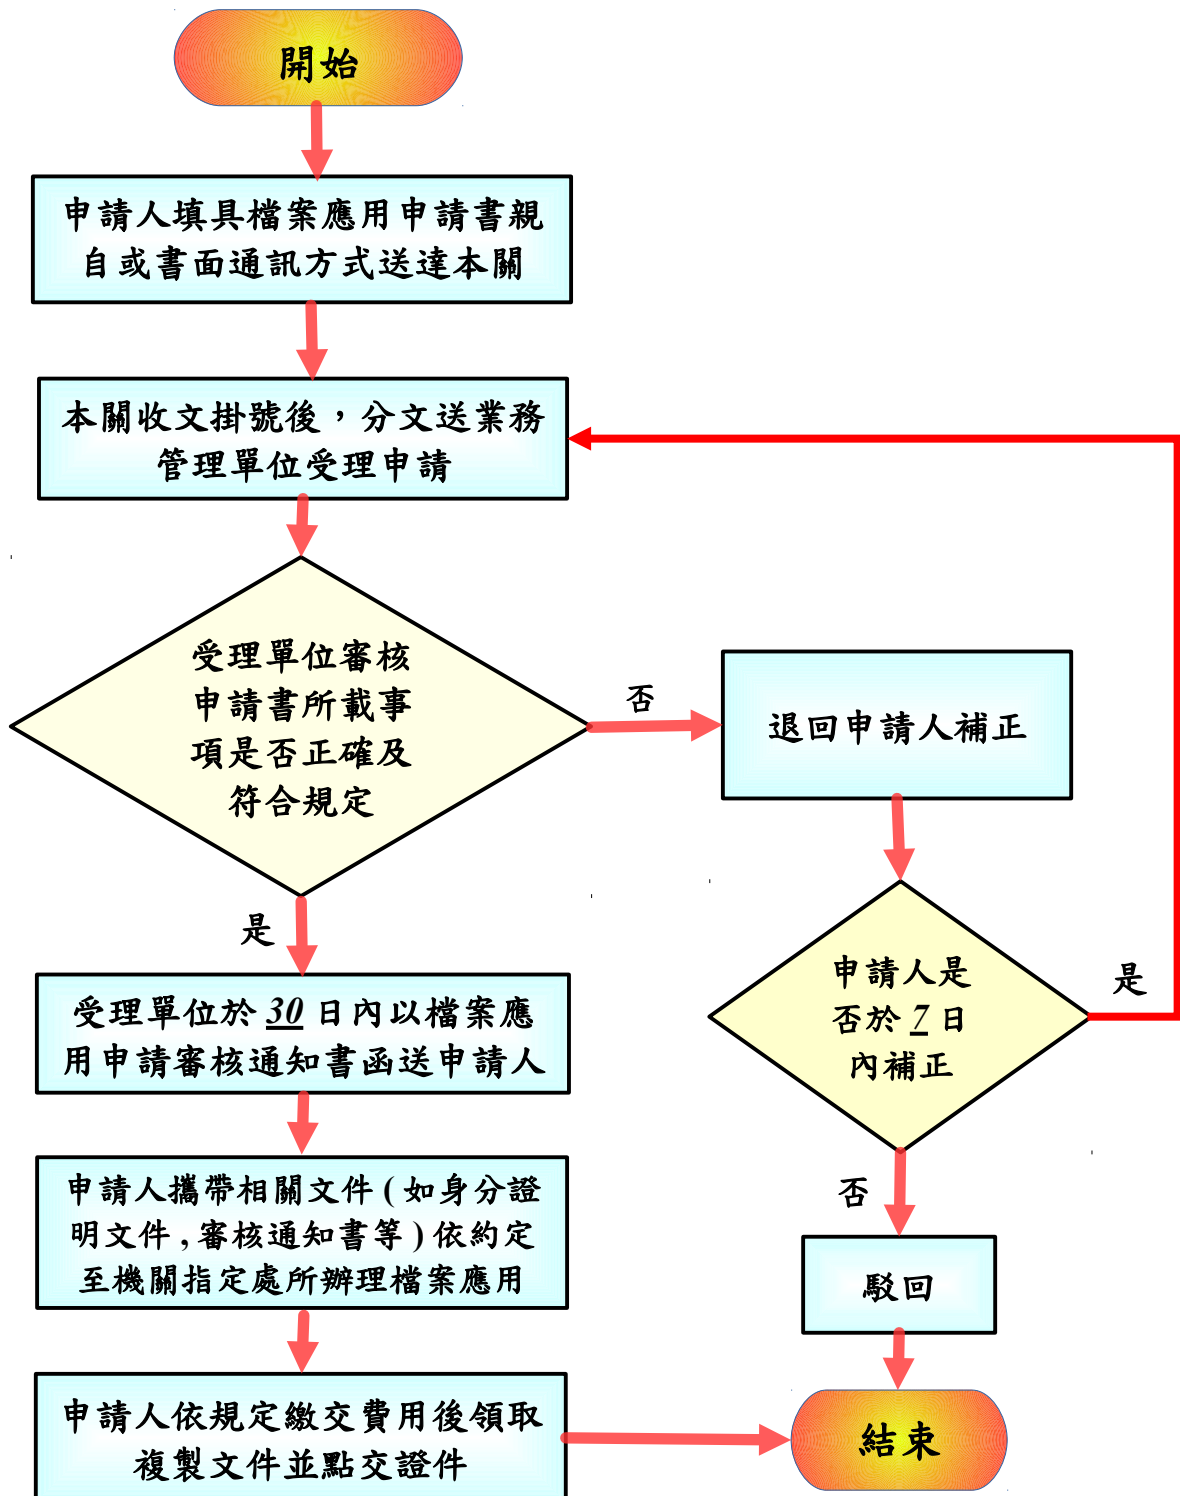 開始
申請人填具檔案應用申請書親
自或書面通訊方式送達本關
本關收文掛號後，分文送業務
管理單位受理申請
受理單位審核
申請書所載事
項是否正確及
符合規定
否
退回申請人補正
是
申請人是
否於 7 日
內補正
是
受理單位於 30 日內以檔案應
用申請審核通知書函送申請人
申請人攜帶相關文件(如身分證
明文件,審核通知書等)依約定
至機關指定處所辦理檔案應用
否
駁回
申請人依規定繳交費用後領取
複製文件並點交證件
結束